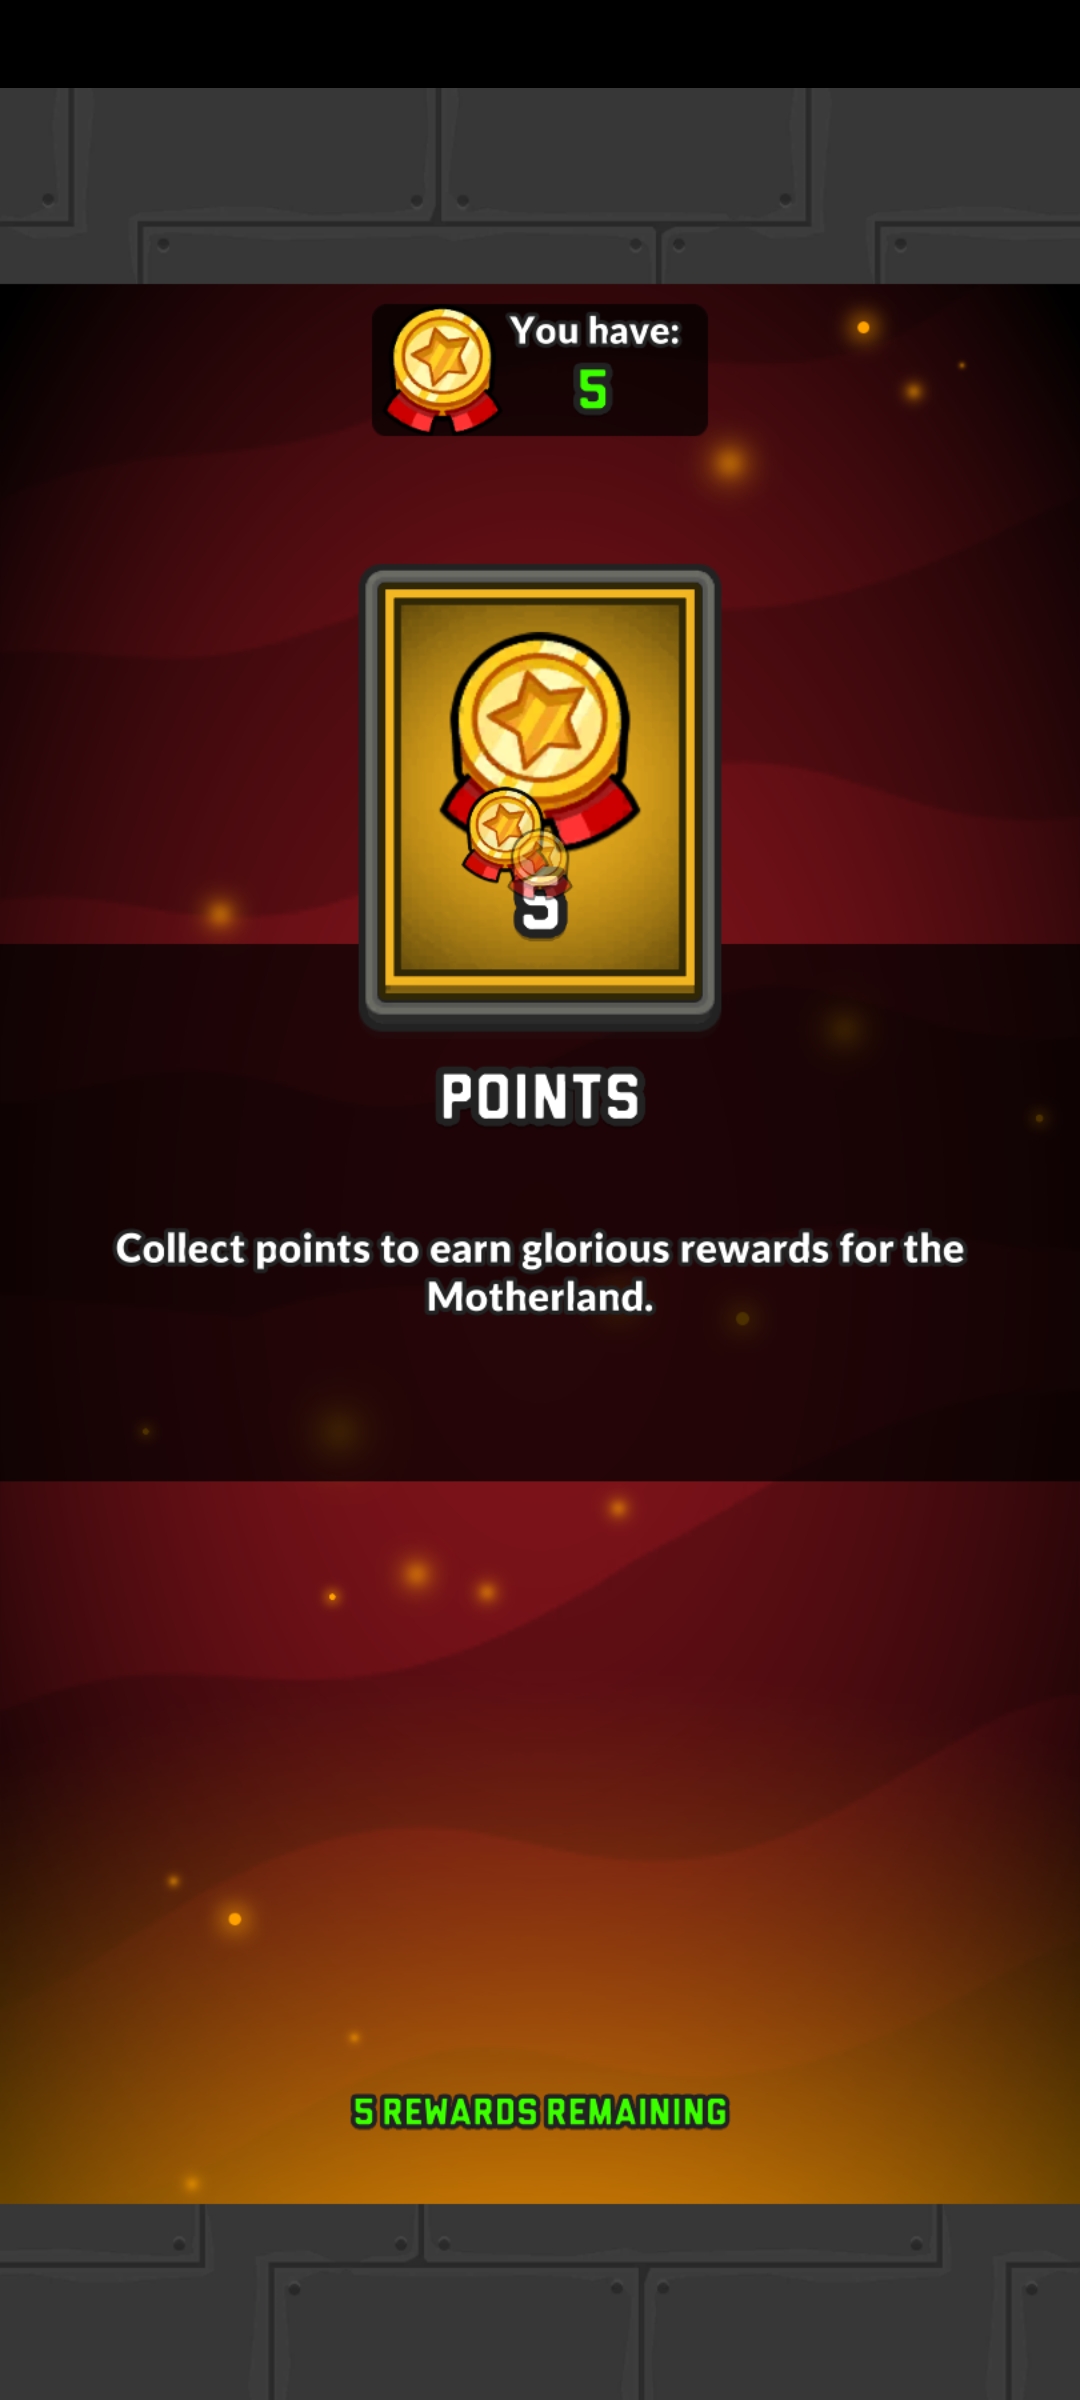 You have:
5
5
POINTS
Collect points to earn glorious rewards for the
Motherland.
5 REWARDS REMAINING